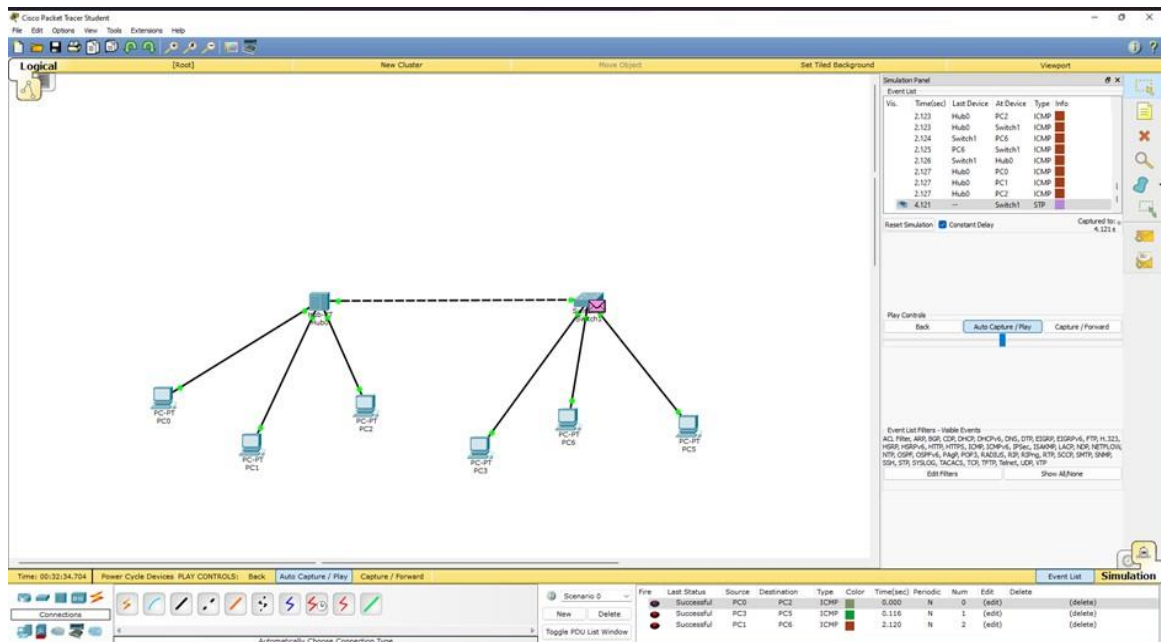 Cisco Packet Tracer Student
File Edit Options View Tools Extensions Help
Logical [Root] New Cluster Move Object Set Tiled Background Viewport
Simulation Panel
Event List
Vis. Time(sec) Last Device At Device Type Info
2.123 Hub0 PC2 ICMP
2.123 Hub0 Switch1 ICMP
2.124 Switch1 PC6 ICMP
2.125 PC6 Switch1 ICMP
2.126 Switch1 Hub0 ICMP
2.127 Hub0 PC0 ICMP
2.127 Hub0 PC1 ICMP
2.127 Hub0 PC2 ICMP
4.121 -- Switch1 STP
Reset Simulation Constant Delay Captured to:
4.121 s
Play Controls
Back Auto Capture / Play Capture / Forward
Event List Filters - Visible Events
ACL Filter, ARP, BGP, CDP, DHCP, DHCPv6, DNS, DTP, EIGRP, EIGRPv6, FTP, H.323,
HSRP, HSRPv6, HTTP, HTTPS, ICMP, ICMPv6, IPSec, ISAKMP, LACP, NDP, NETFLOW,
NTP, OSPF, OSPFv6, PAgP, POP3, RADIUS, RIP, RIPng, RTP, SCCP, SMTP, SNMP,
SSH, STP, SYSLOG, TACACS, TCP, TFTP, Telnet, UDP, VTP
Edit Filters Show All/None
Hub-PT
Hub0
Switch1
PC-PT
PC0
PC-PT
PC1
PC-PT
PC2
PC-PT
PC3
PC-PT
PC6
PC-PT
PC5
Time: 00:32:34.704 Power Cycle Devices PLAY CONTROLS: Back Auto Capture / Play Capture / Forward Event List Simulation
Connections
Automatically Choose Connection Type
Scenario 0
New Delete
Toggle PDU List Window
Fire Last Status Source Destination Type Color Time(sec) Periodic Num Edit Delete
Successful PC0 PC2 ICMP 0.000 N 0 (edit) (delete)
Successful PC3 PC5 ICMP 0.116 N 1 (edit) (delete)
Successful PC1 PC6 ICMP 2.120 N 2 (edit) (delete)